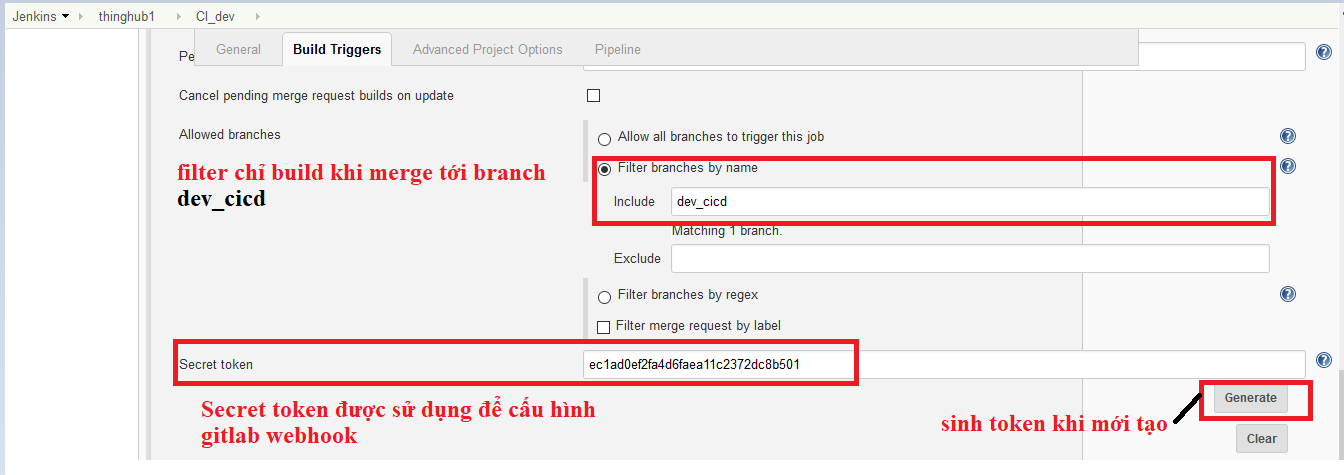 Jenkins thinghub1 CI_dev
General Build Triggers Advanced Project Options Pipeline
Pe
Cancel pending merge request builds on update
Allowed branches
Allow all branches to trigger this job
filter chỉ build khi merge tới branch
dev_cicd
Filter branches by name
Include dev_cicd
Matching 1 branch.
Exclude
Filter branches by regex
Filter merge request by label
Secret token ec1ad0ef2fa4d6faea11c2372dc8b501
Generate
Secret token được sử dụng để cấu hình
gitlab webhook
sinh token khi mới tạo
Clear